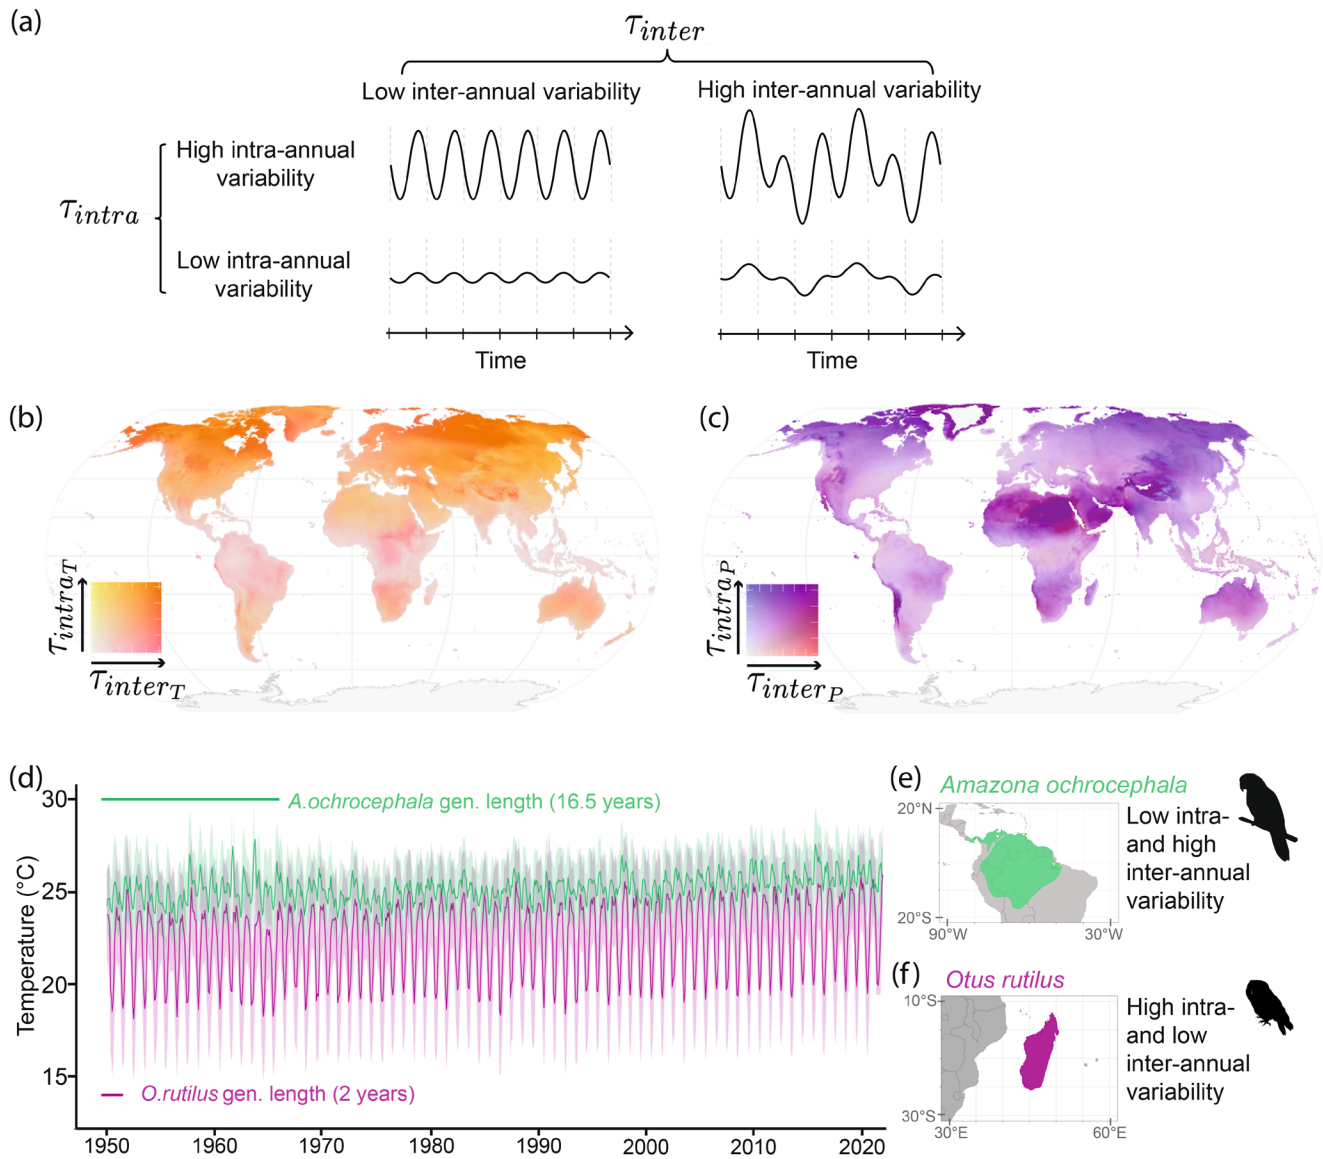 (a)
τinter
Low inter-annual variability
High inter-annual variability
High intra-annual
variability
τintra
Low intra-annual
variability
Time
Time
(b)
τintraT
τinterT
(c)
τintraP
τinterP
(d)
30
25
20
15
Temperature (°C)
A.ochrocephala gen. length (16.5 years)
O.rutilus gen. length (2 years)
1950
1960
1970
1980
1990
2000
2010
2020
(e)
Amazona ochrocephala
20°N
20°S
90°W
30°W
Low intra-
and high
inter-annual
variability
(f)
Otus rutilus
10°S
30°S
30°E
60°E
High intra-
and low
inter-annual
variability